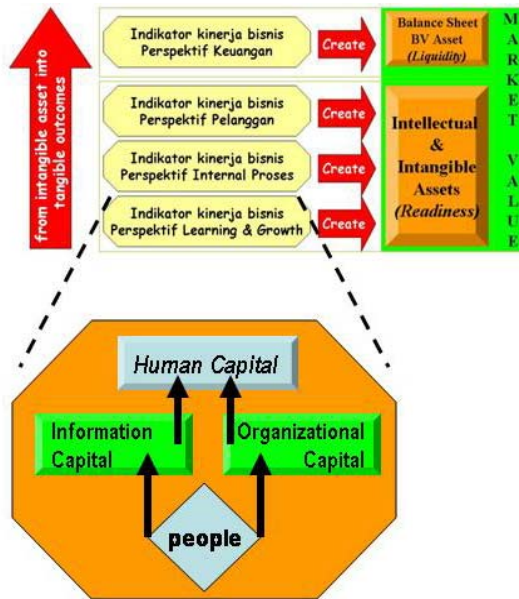 from intangible asset into
tangible outcomes
Indikator kinerja bisnis
Perspektif Keuangan
Create
Balance Sheet
BV Asset
(Liquidity)
Indikator kinerja bisnis
Perspektif Pelanggan
Create
Indikator kinerja bisnis
Perspektif Internal Proses
Create
Indikator kinerja bisnis
Perspektif Learning & Growth
Create
Intellectual
&
Intangible
Assets
(Readiness)
MARKET VALUE
Human Capital
Information
Capital
Organizational
Capital
people